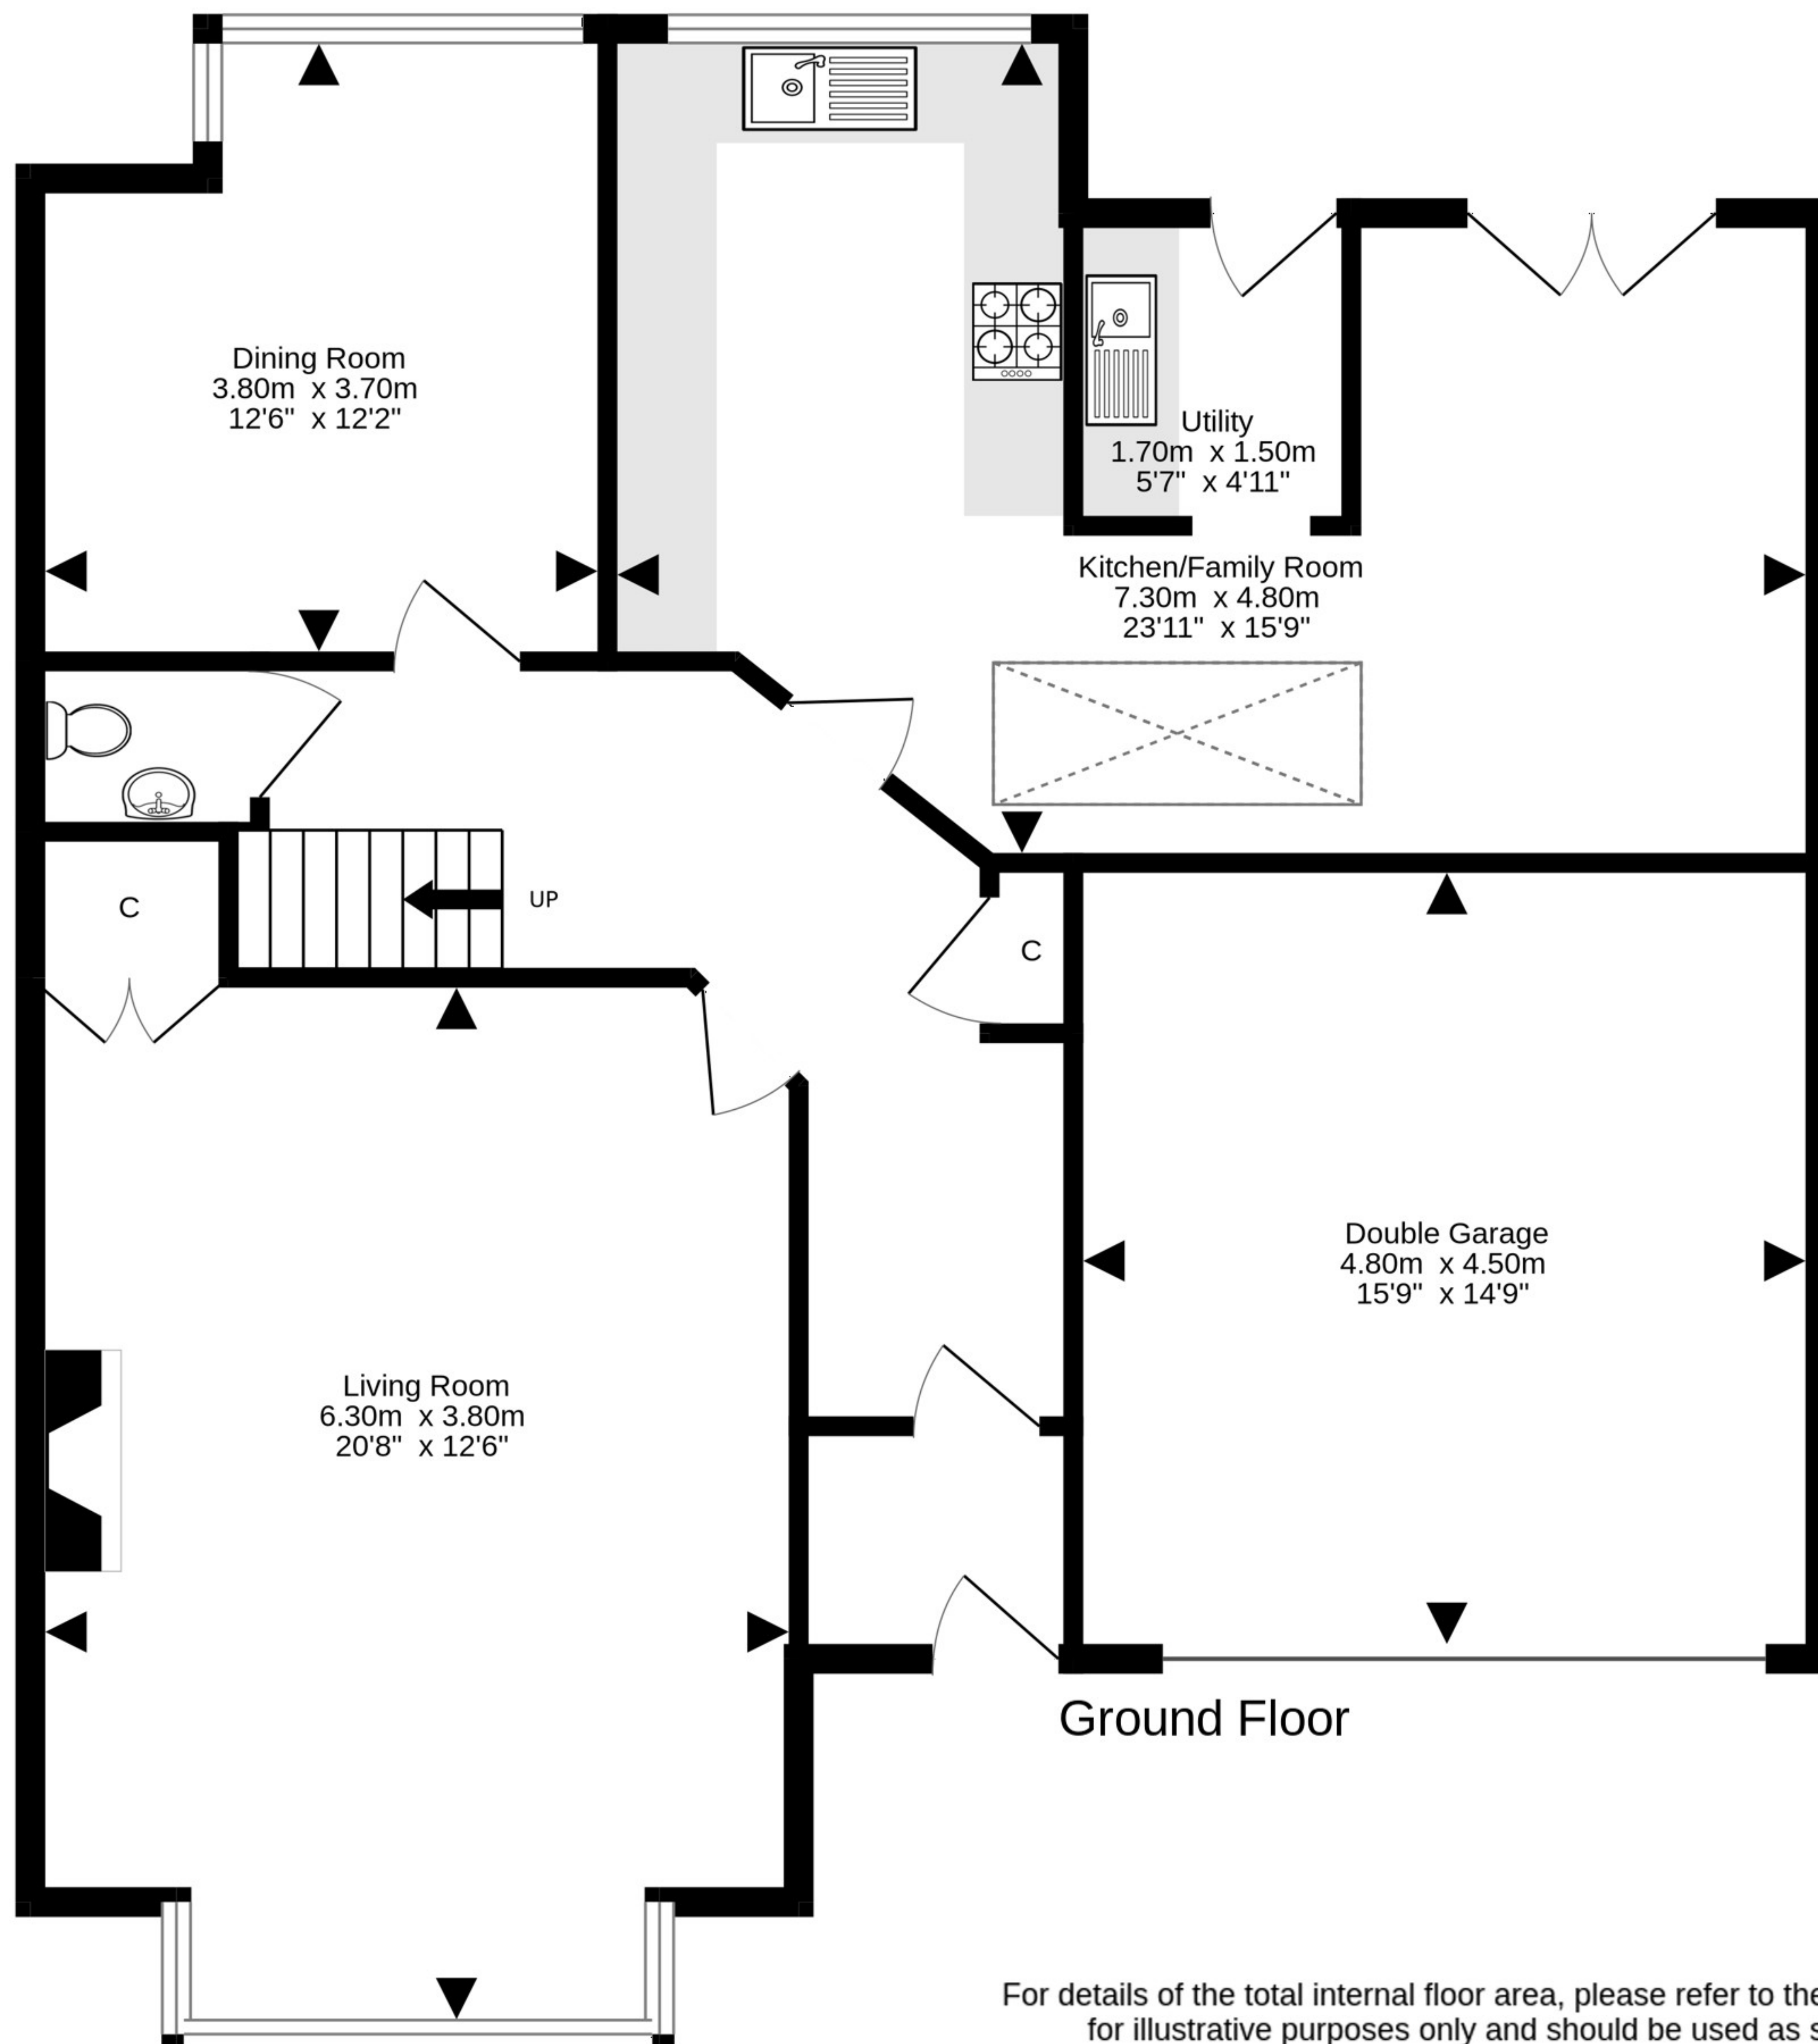 Dining Room
3.80m x 3.70m
12'6" x 12'2"
Utility
1.70m x 1.50m
5'7" x 4'11"
Kitchen/Family Room
7.30m x 4.80m
23'11" x 15'9"
C
UP
C
Double Garage
4.80m x 4.50m
15'9" x 14'9"
Living Room
6.30m x 3.80m
20'8" x 12'6"
Ground Floor
For details of the total internal floor area, please refer to the
for illustrative purposes only and should be used as